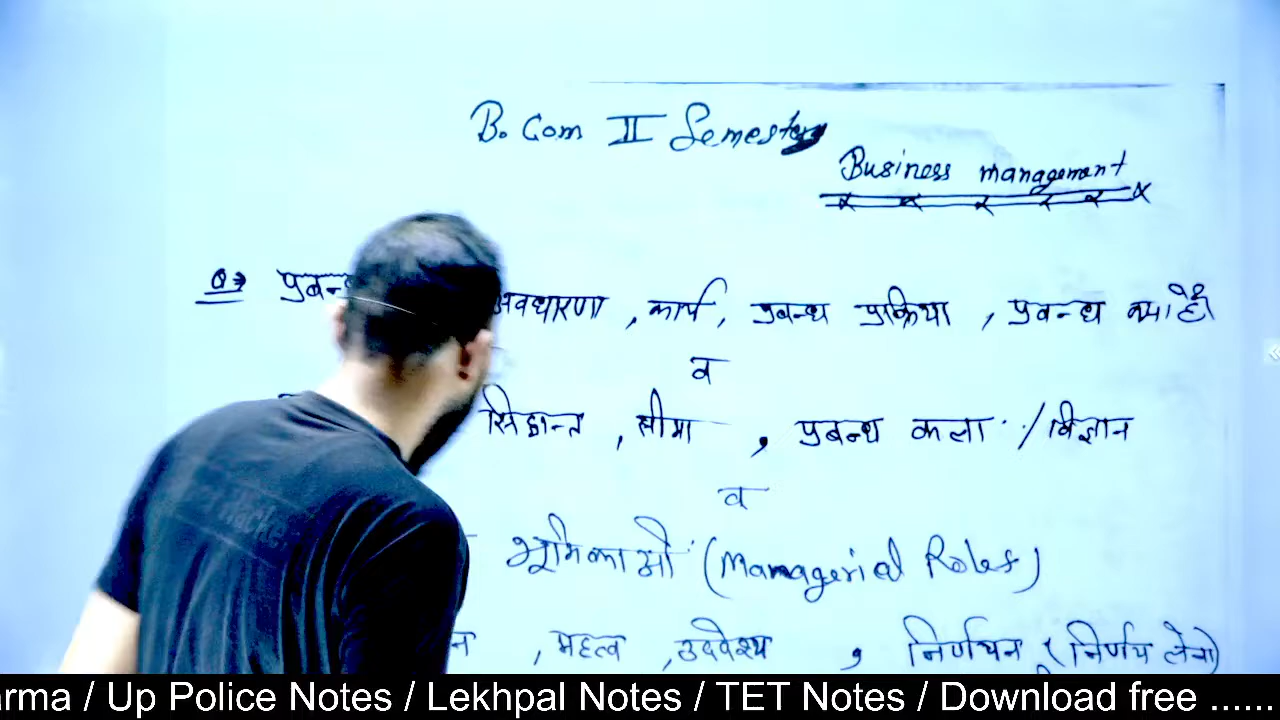 B. Com II Semester
Business management
Q→ प्रबन्ध अवधारणा , कार्य , प्रबन्ध प्रक्रिया , प्रबन्ध क्या है।
व
सिद्धान्त , सीमा , प्रबन्ध कला / विज्ञान
व
भूमिकाओं (Managerial Roles)
न , महत्व , उद्देश्य , निर्णयन (निर्णय लेना)
arma / Up Police Notes / Lekhpal Notes / TET Notes / Download free ......